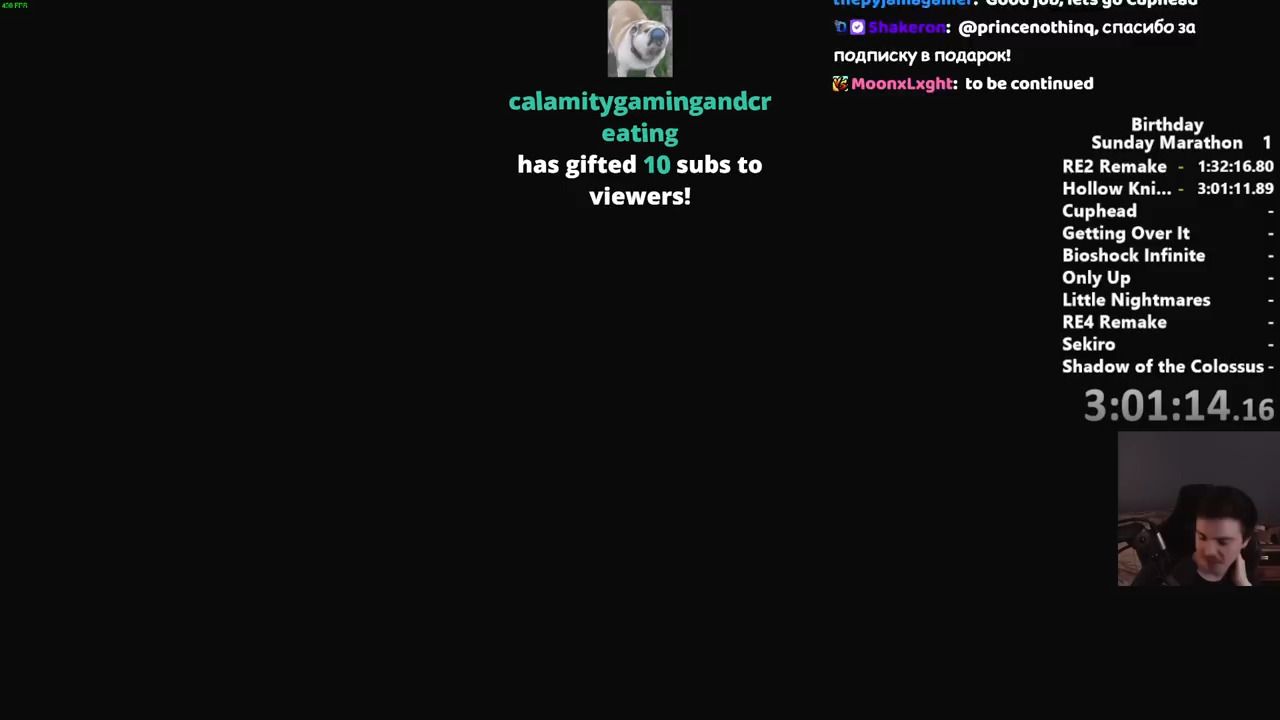 450 FPS
thepyjamagamer: Good job, lets go Cuphead
Shakeron: @princenothinq, спасибо за
подписку в подарок!
MoonxLxght: to be continued
calamitygamingandcr
eating
has gifted 10 subs to
viewers!
Birthday
Sunday Marathon 1
RE2 Remake - 1:32:16.80
Hollow Kni... - 3:01:11.89
Cuphead -
Getting Over It -
Bioshock Infinite -
Only Up -
Little Nightmares -
RE4 Remake -
Sekiro -
Shadow of the Colossus -
3:01:14.16